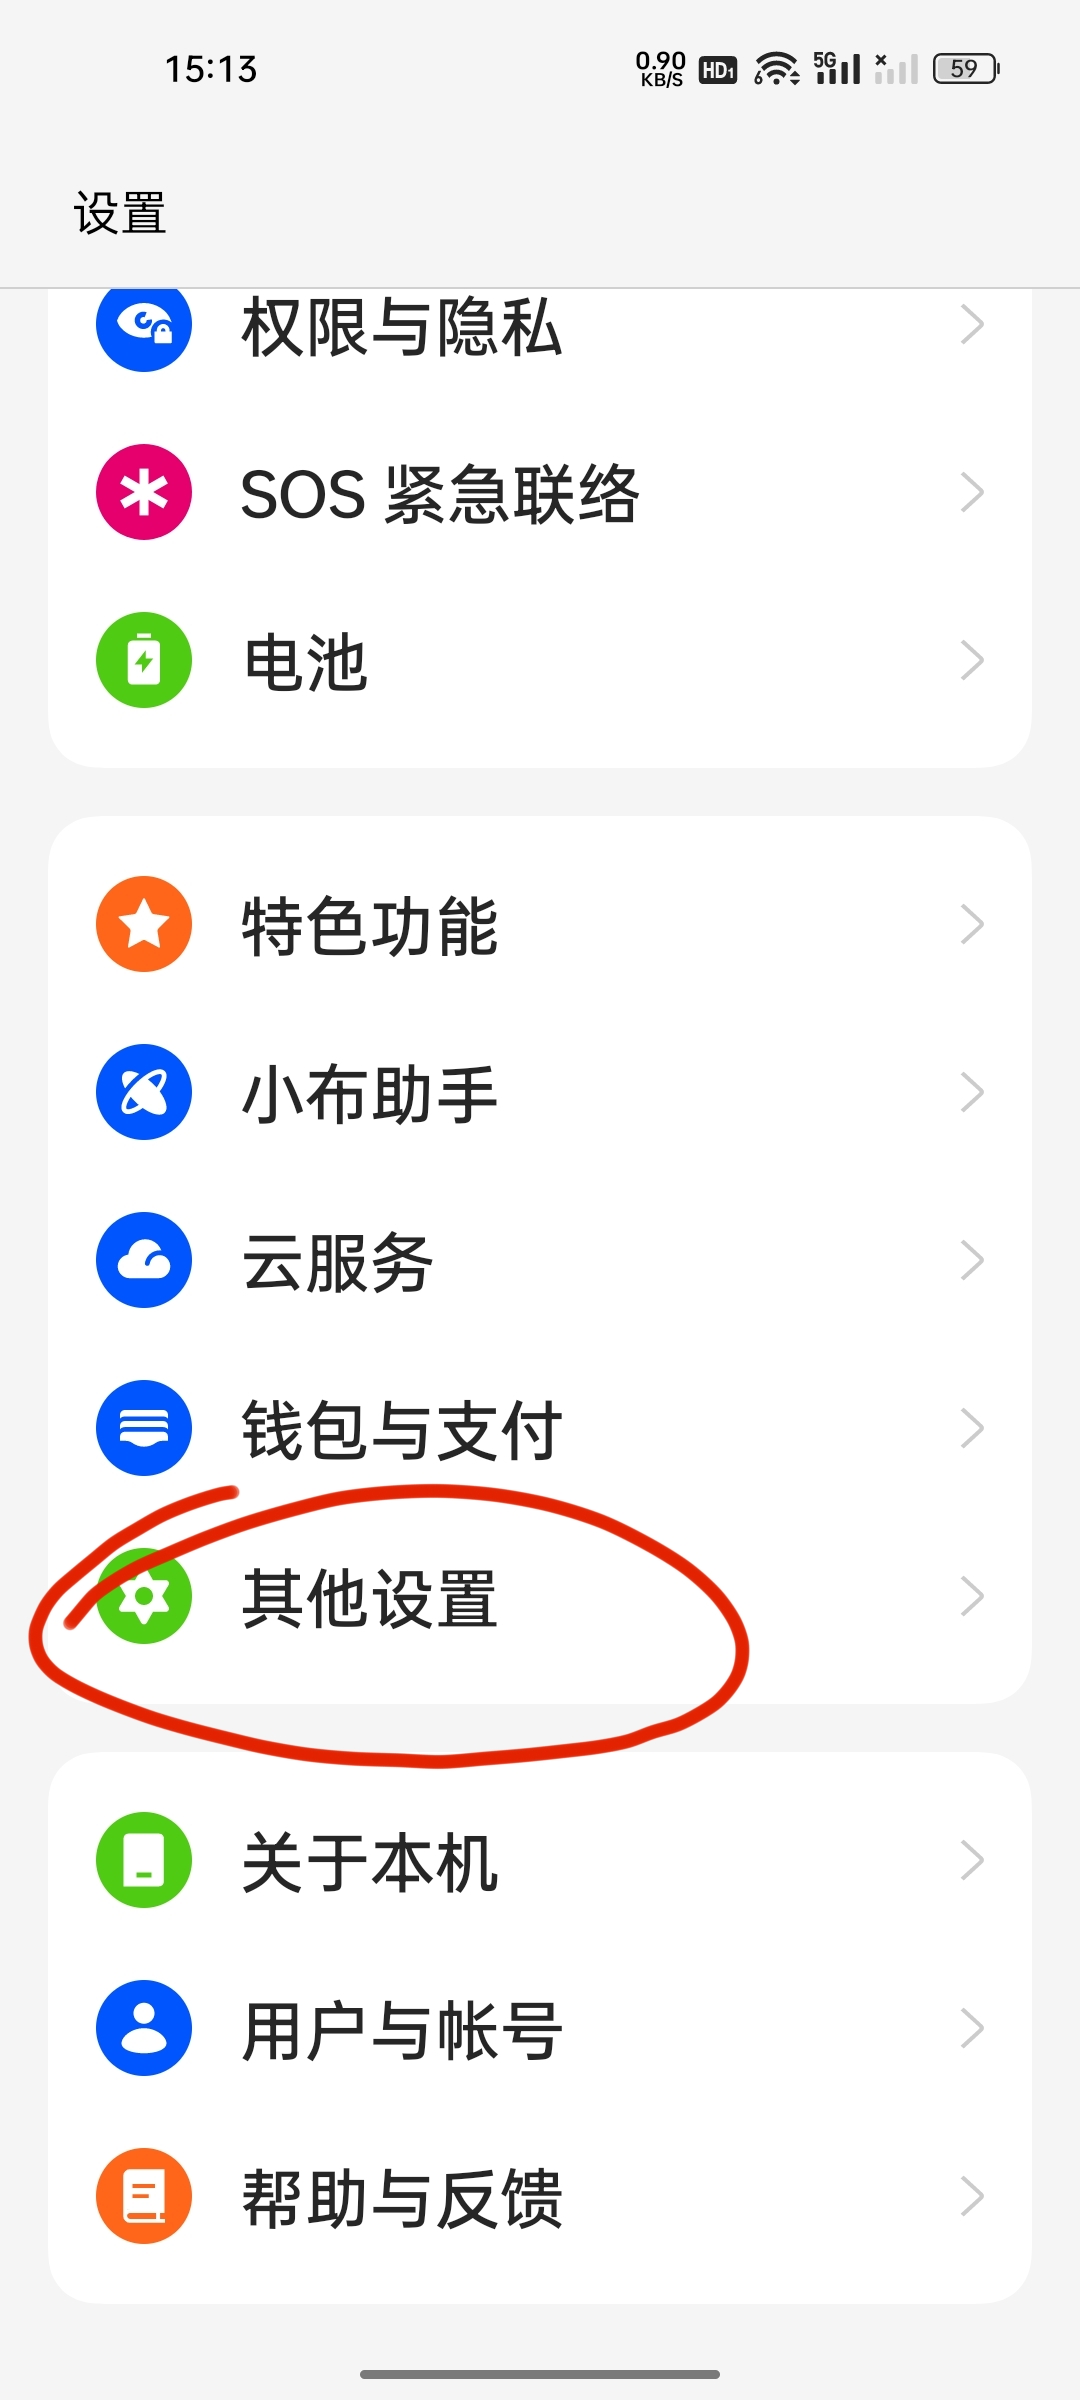 15:13
0.90
KB/S
HD1
6
5G
59
设置
权限与隐私
SOS 紧急联络
电池
特色功能
小布助手
云服务
钱包与支付
其他设置
关于本机
用户与帐号
帮助与反馈